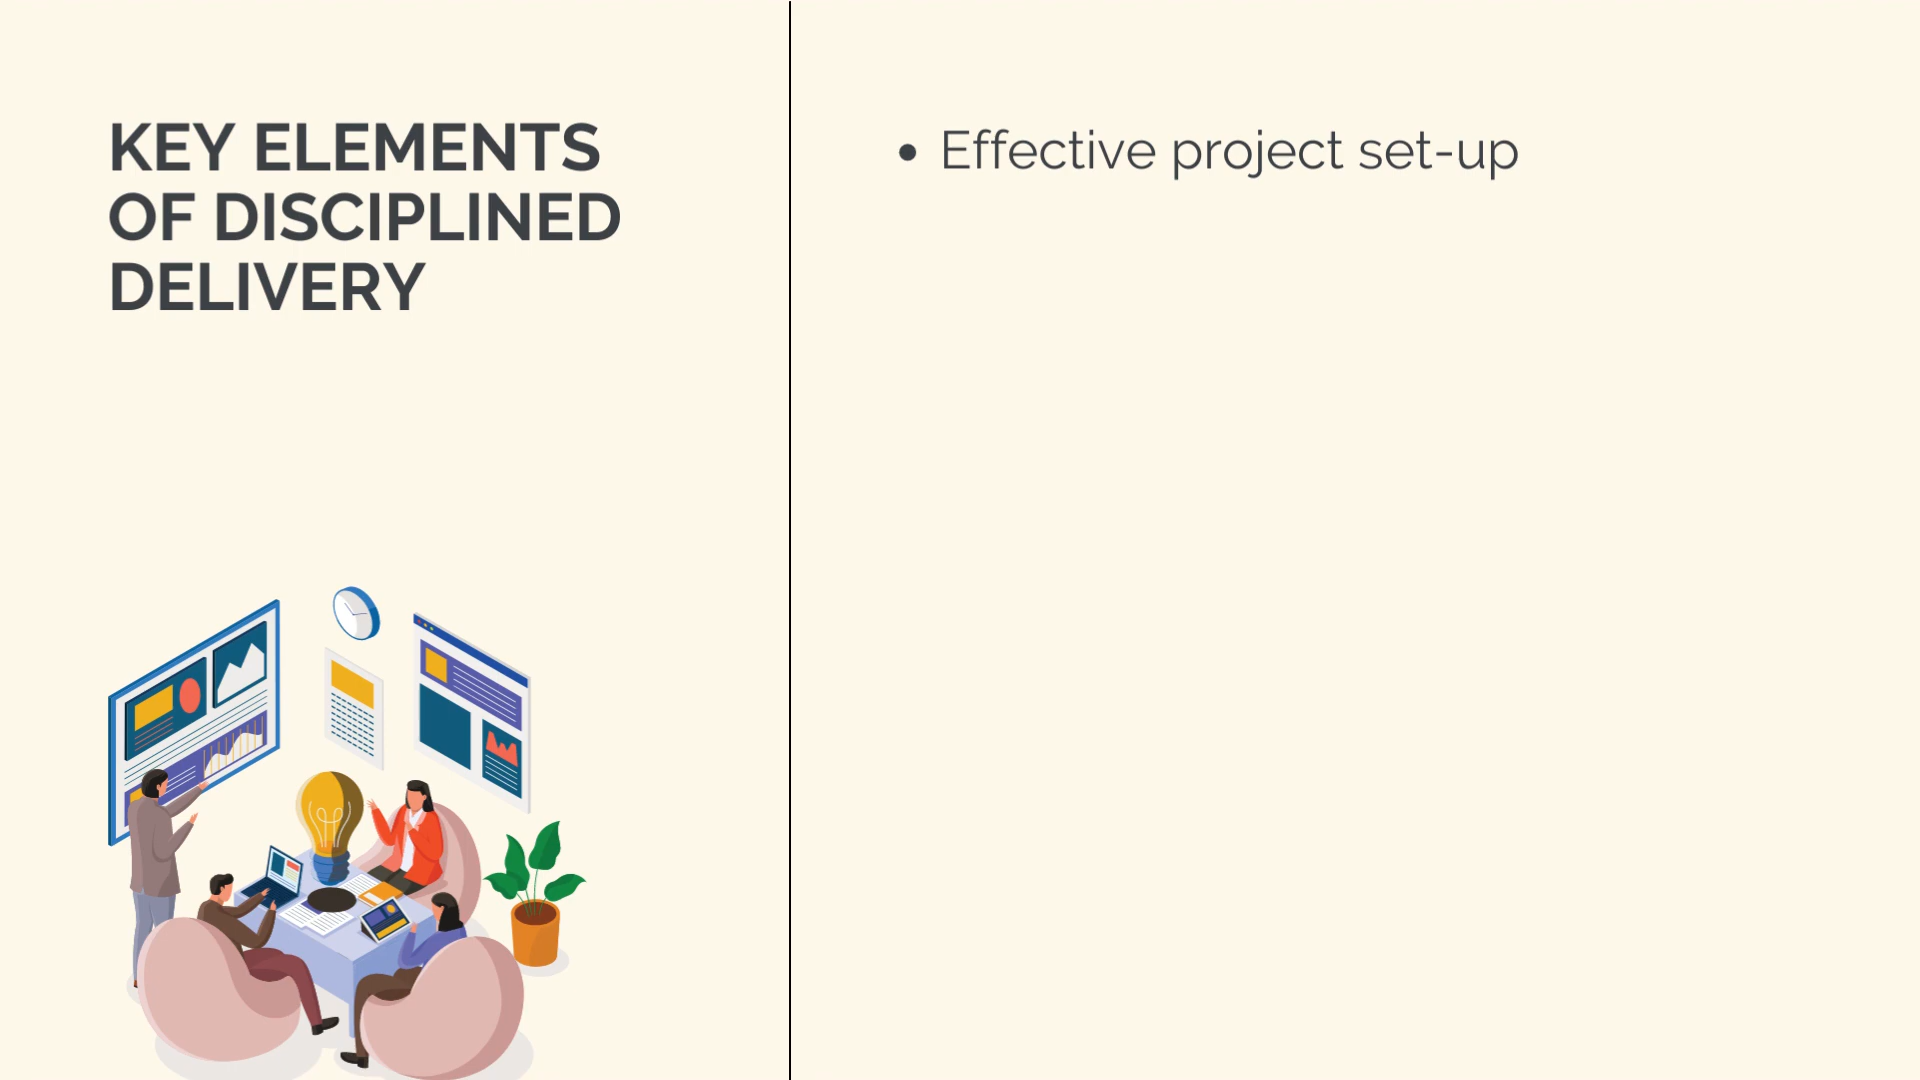 KEY ELEMENTS
OF DISCIPLINED
DELIVERY
• Effective project set-up